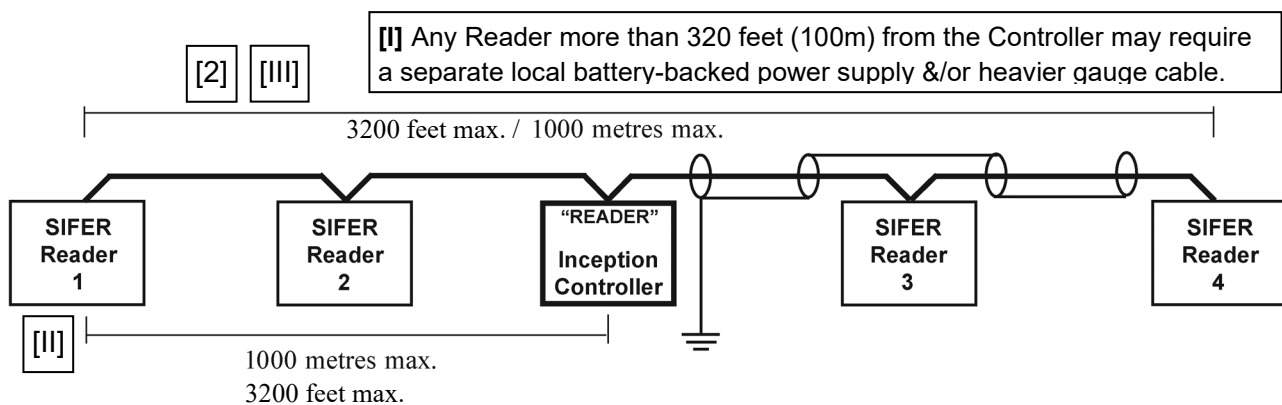 [I] Any Reader more than 320 feet (100m) from the Controller may require
a separate local battery-backed power supply &/or heavier gauge cable.
[2] [III]
3200 feet max. / 1000 metres max.
SIFER
Reader
1
SIFER
Reader
2
“READER”
Inception
Controller
SIFER
Reader
3
SIFER
Reader
4
[II]
1000 metres max.
3200 feet max.